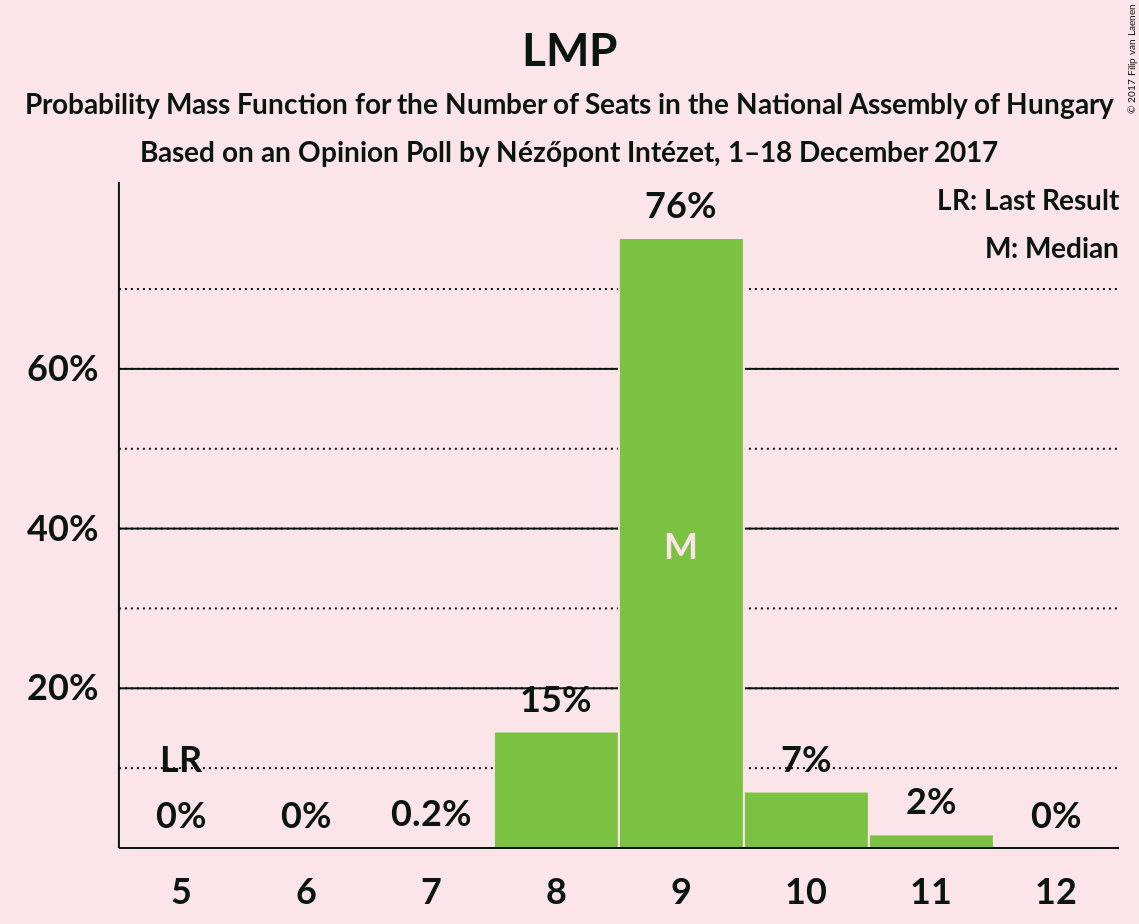 LMP
Probability Mass Function for the Number of Seats in the National Assembly of Hungary
Based on an Opinion Poll by Nézőpont Intézet, 1–18 December 2017
© 2017 Filip van Laenen
LR: Last Result
M: Median
76%
60%
40%
M
20%
15%
LR
7%
0%
0%
0.2%
2%
0%
5 6 7 8 9 10 11 12